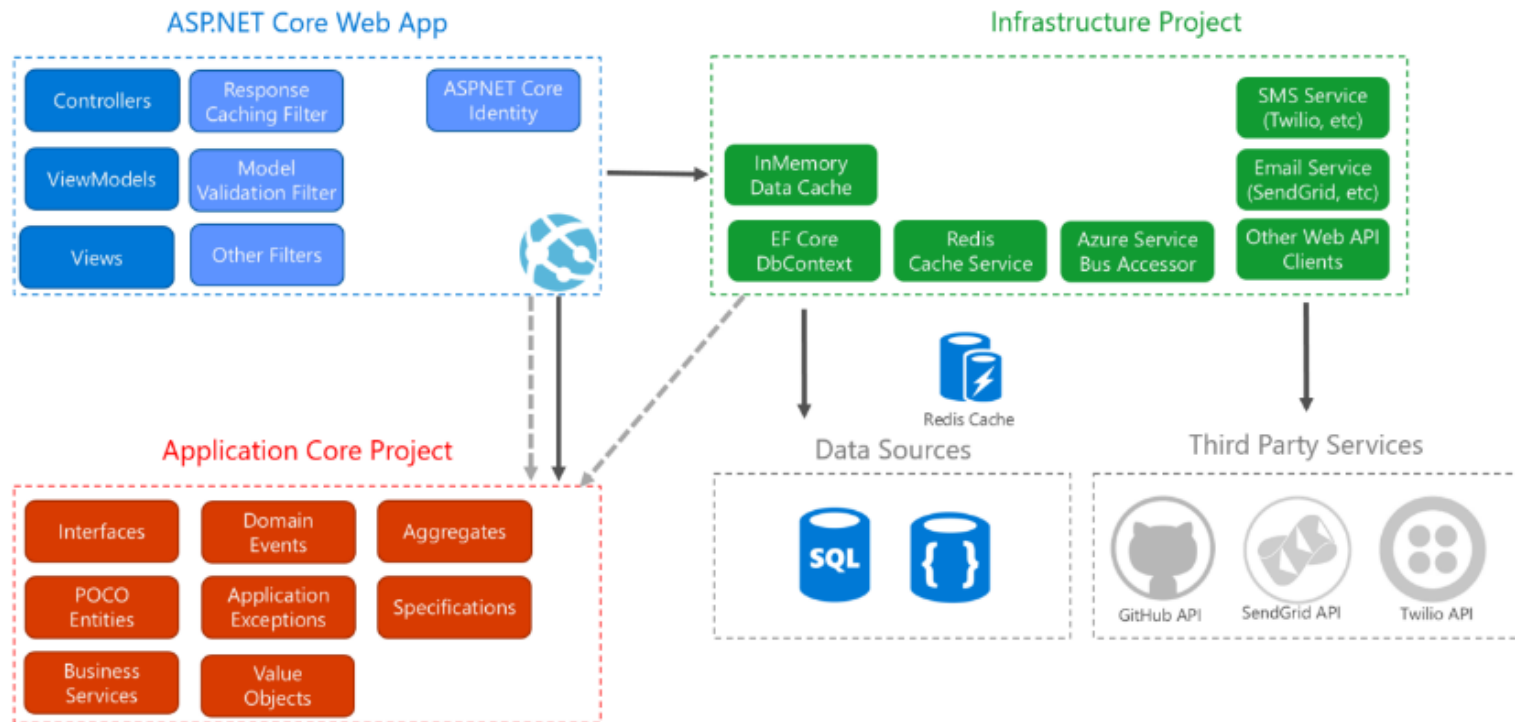 ASP.NET Core Web App
Controllers
Response
Caching Filter
ASPNET Core
Identity
ViewModels
Model
Validation Filter
Views
Other Filters
Infrastructure Project
SMS Service
(Twilio, etc)
InMemory
Data Cache
Email Service
(SendGrid, etc)
EF Core
DbContext
Redis
Cache Service
Azure Service
Bus Accessor
Other Web API
Clients
Redis Cache
Application Core Project
Interfaces
Domain
Events
Aggregates
POCO
Entities
Application
Exceptions
Specifications
Business
Services
Value
Objects
Data Sources
SQL
{ }
Third Party Services
GitHub API
SendGrid API
Twilio API